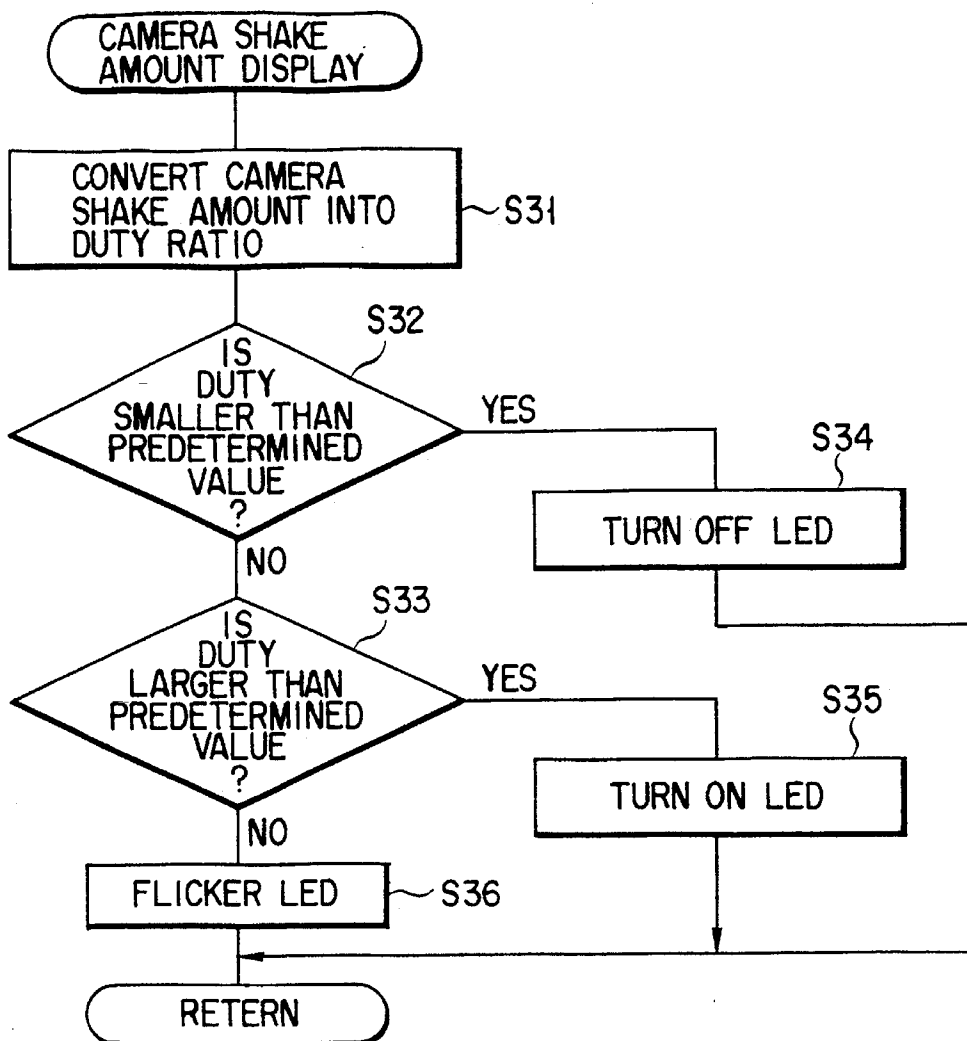 CAMERA SHAKE
AMOUNT DISPLAY
CONVERT CAMERA
SHAKE AMOUNT INTO
DUTY RATIO
S31
S32
IS
DUTY
SMALLER THAN
PREDETERMINED
VALUE
?
YES
S34
TURN OFF LED
NO
S33
IS
DUTY
LARGER THAN
PREDETERMINED
VALUE
?
YES
S35
TURN ON LED
NO
FLICKER LED
S36
RETERN